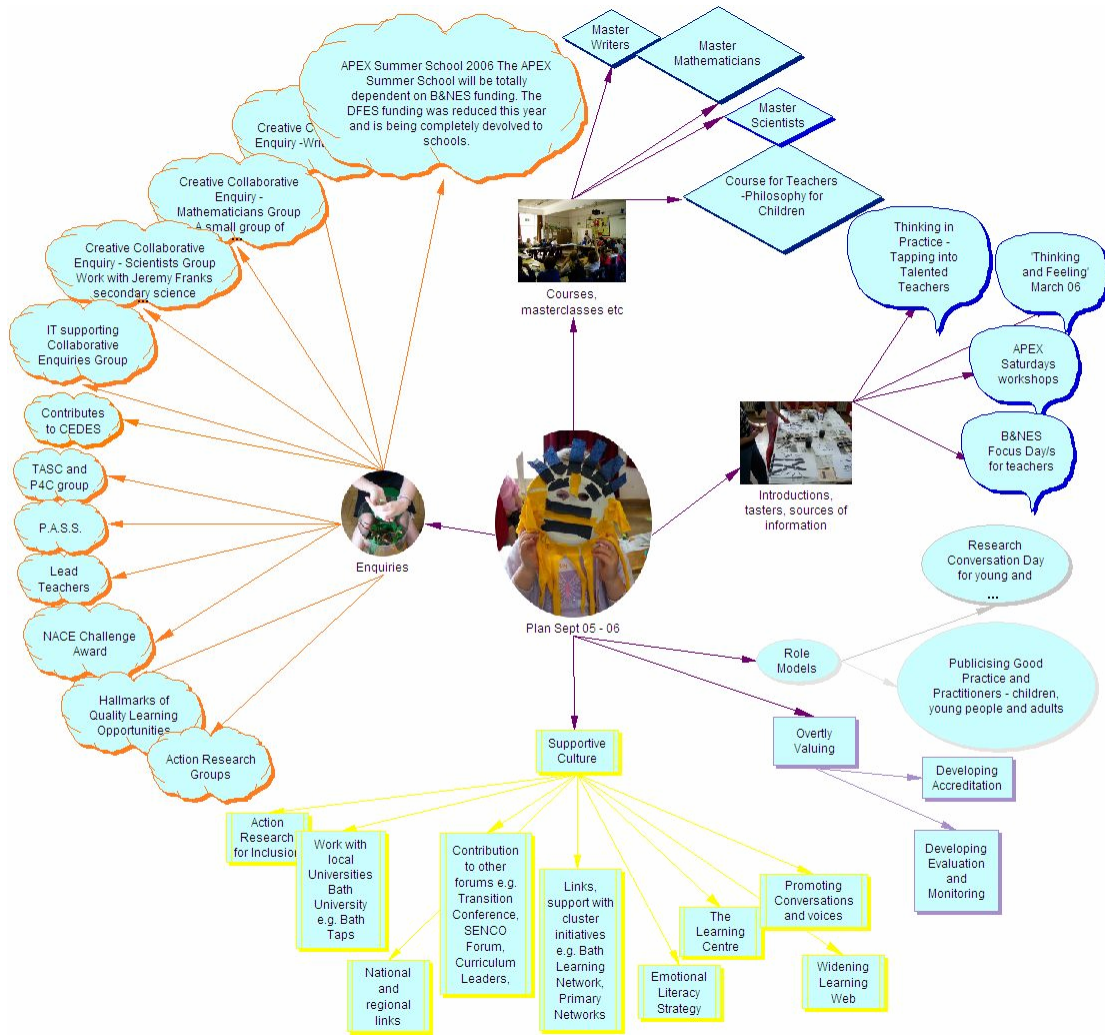 APEX Summer School 2006 The APEX
Summer School will be totally
dependent on B&NES funding. The
DFES funding was reduced this year
and is being completely devolved to
schools.
Creative C
Enquiry -Wri
Creative Collaborative
Enquiry -
Mathematicians Group
A small group of
...
Creative Collaborative
Enquiry - Scientists Group
Work with Jeremy Franks
secondary science
...
IT supporting
Collaborative
Enquiries Group
Contributes
to CEDES
TASC and
P4C group
P.A.S.S.
Lead
Teachers
NACE Challenge
Award
Hallmarks of
Quality Learning
Opportunities
Action Research
Groups
Enquiries
Master
Writers
Master
Mathematicians
Master
Scientists
Course for Teachers
-Philosophy for
Children
Courses,
masterclasses etc
Thinking in
Practice -
Tapping into
Talented
Teachers
'Thinking
and Feeling'
March 06
APEX
Saturdays
workshops
B&NES
Focus Day/s
for teachers
Introductions,
tasters, sources of
information
Plan Sept 05 - 06
Research
Conversation Day
for young and
...
Role
Models
Publicising Good
Practice and
Practitioners - children,
young people and adults
Overtly
Valuing
Developing
Accreditation
Developing
Evaluation
and
Monitoring
Supportive
Culture
Action
Research
for Inclusion
Work with
local
Universities
Bath
University
e.g. Bath
Taps
National
and
regional
links
Contribution
to other
forums e.g.
Transition
Conference,
SENCO
Forum,
Curriculum
Leaders,
Links,
support with
cluster
initiatives
e.g. Bath
Learning
Network,
Primary
Networks
Emotional
Literacy
Strategy
The
Learning
Centre
Promoting
Conversations
and voices
Widening
Learning
Web